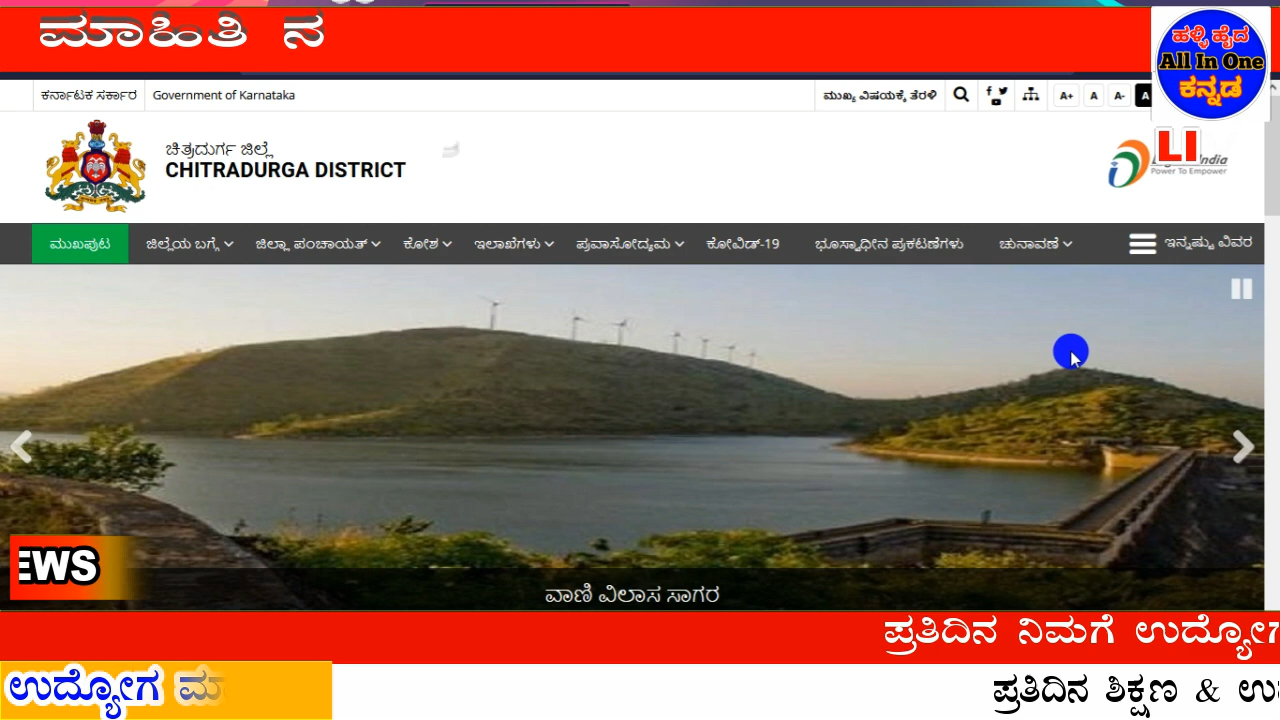 ಮಾಹಿತಿ ನ
ಹಳ್ಳಿ ಹೈದ
All In One
ಕನ್ನಡ
LI
ಕರ್ನಾಟಕ ಸರ್ಕಾರ Government of Karnataka ಮುಖ್ಯ ವಿಷಯಕ್ಕೆ ತೆರಳಿ A+ A A- A
ಚಿತ್ರದುರ್ಗ ಜಿಲ್ಲೆ
CHITRADURGA DISTRICT
India
Power To Empower
ಮುಖಪುಟ ಜಿಲ್ಲೆಯ ಬಗ್ಗೆ ಜಿಲ್ಲಾ ಪಂಚಾಯತ್ ಕೋಶ ಇಲಾಖೆಗಳು ಪ್ರವಾಸೋದ್ಯಮ ಕೋವಿಡ್-19 ಭೂಸ್ವಾಧೀನ ಪ್ರಕಟಣೆಗಳು ಚುನಾವಣೆ ಇನ್ನಷ್ಟು ವಿವರ
EWS
ವಾಣಿ ವಿಲಾಸ ಸಾಗರ
ಪ್ರತಿದಿನ ನಿಮಗೆ ಉದ್ಯೋಗ
ಉದ್ಯೋಗ ಮಾ
ಪ್ರತಿದಿನ ಶಿಕ್ಷಣ & ಉ